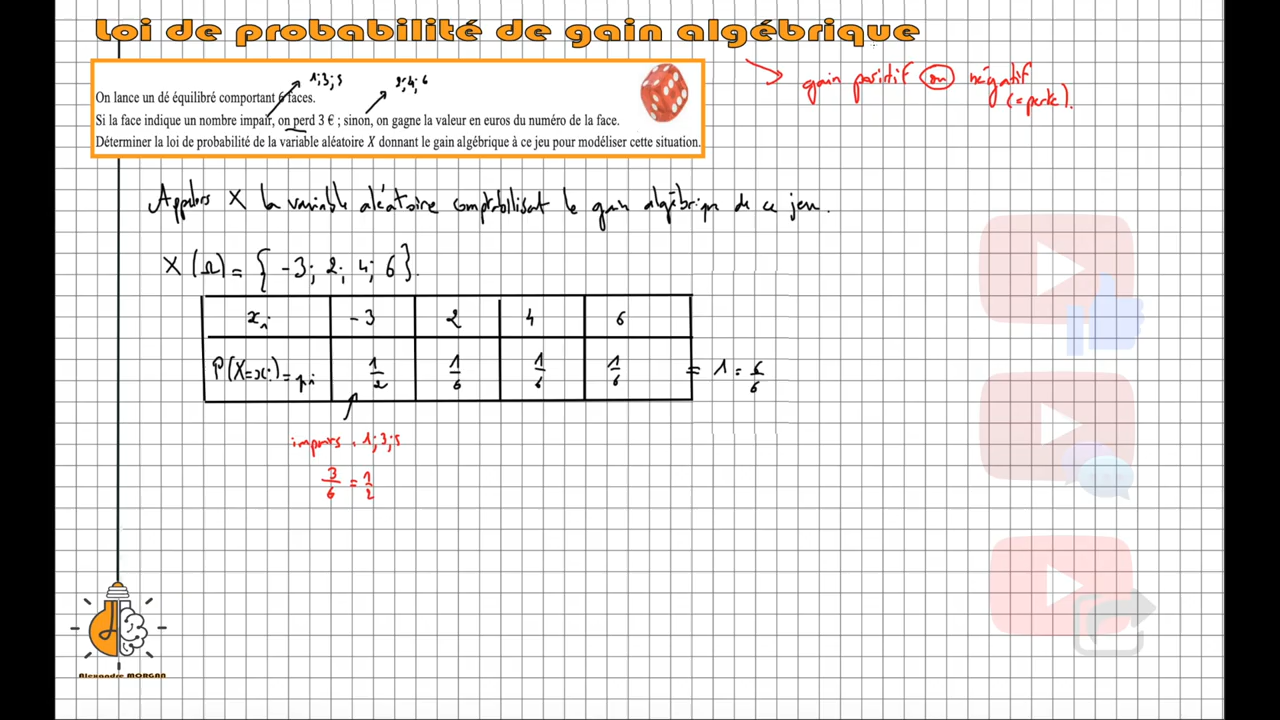 Loi de probabilité de gain algébrique
gain positif ou négatif
(= perte).
1; 3; 5
2; 4; 6
On lance un dé équilibré comportant 6 faces.
Si la face indique un nombre impair, on perd 3 € ; sinon, on gagne la valeur en euros du numéro de la face.
Déterminer la loi de probabilité de la variable aléatoire X donnant le gain algébrique à ce jeu pour modéliser cette situation.
X la variable aléatoire comptabilisant le gain algébrique de ce jeu.
X(Ω) = { -3; 2; 4; 6 }.
xi -3 2 4 6
P(X=xi)=pi 1/2 1/6 1/6 1/6 = 1 = 6/6
impairs : 1; 3; 5
3/6 = 1/2
Alexandre MORGAN